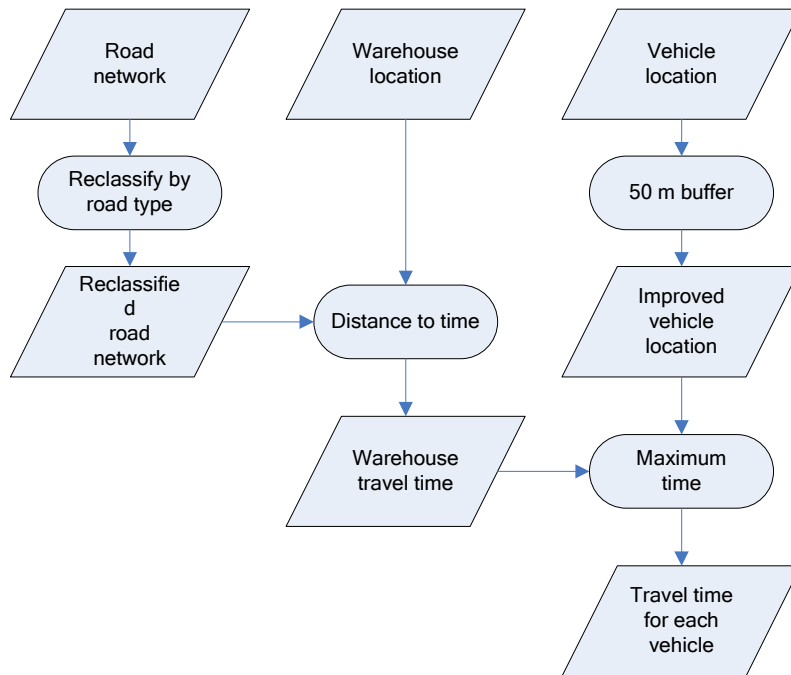 Road
network
Warehouse
location
Vehicle
location
Reclassify by
road type
50 m buffer
Reclassifie
d
road
network
Distance to time
Improved
vehicle
location
Warehouse
travel time
Maximum
time
Travel time
for each
vehicle